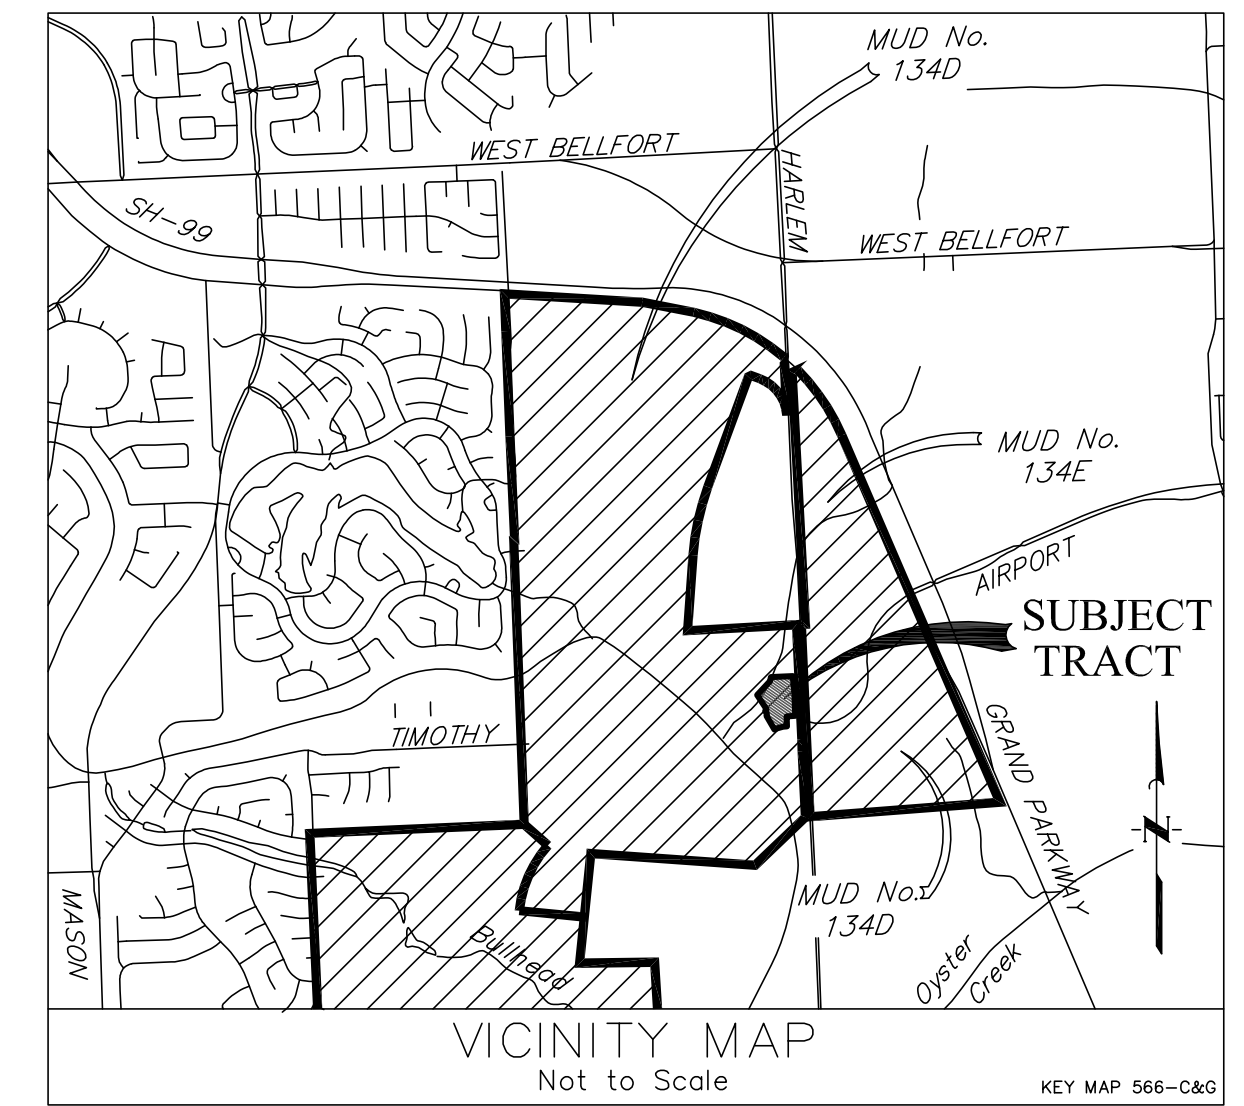 MUD No.
134D
WEST BELLFORT
HARLEM
SH-99
WEST BELLFORT
MUD No.
134E
AIRPORT
SUBJECT
TRACT
TIMOTHY
GRAND PARKWAY
N
MASON
MUD No.
134D
Bullhead
Oyster
Creek
VICINITY MAP
Not to Scale
KEY MAP 566-C&G